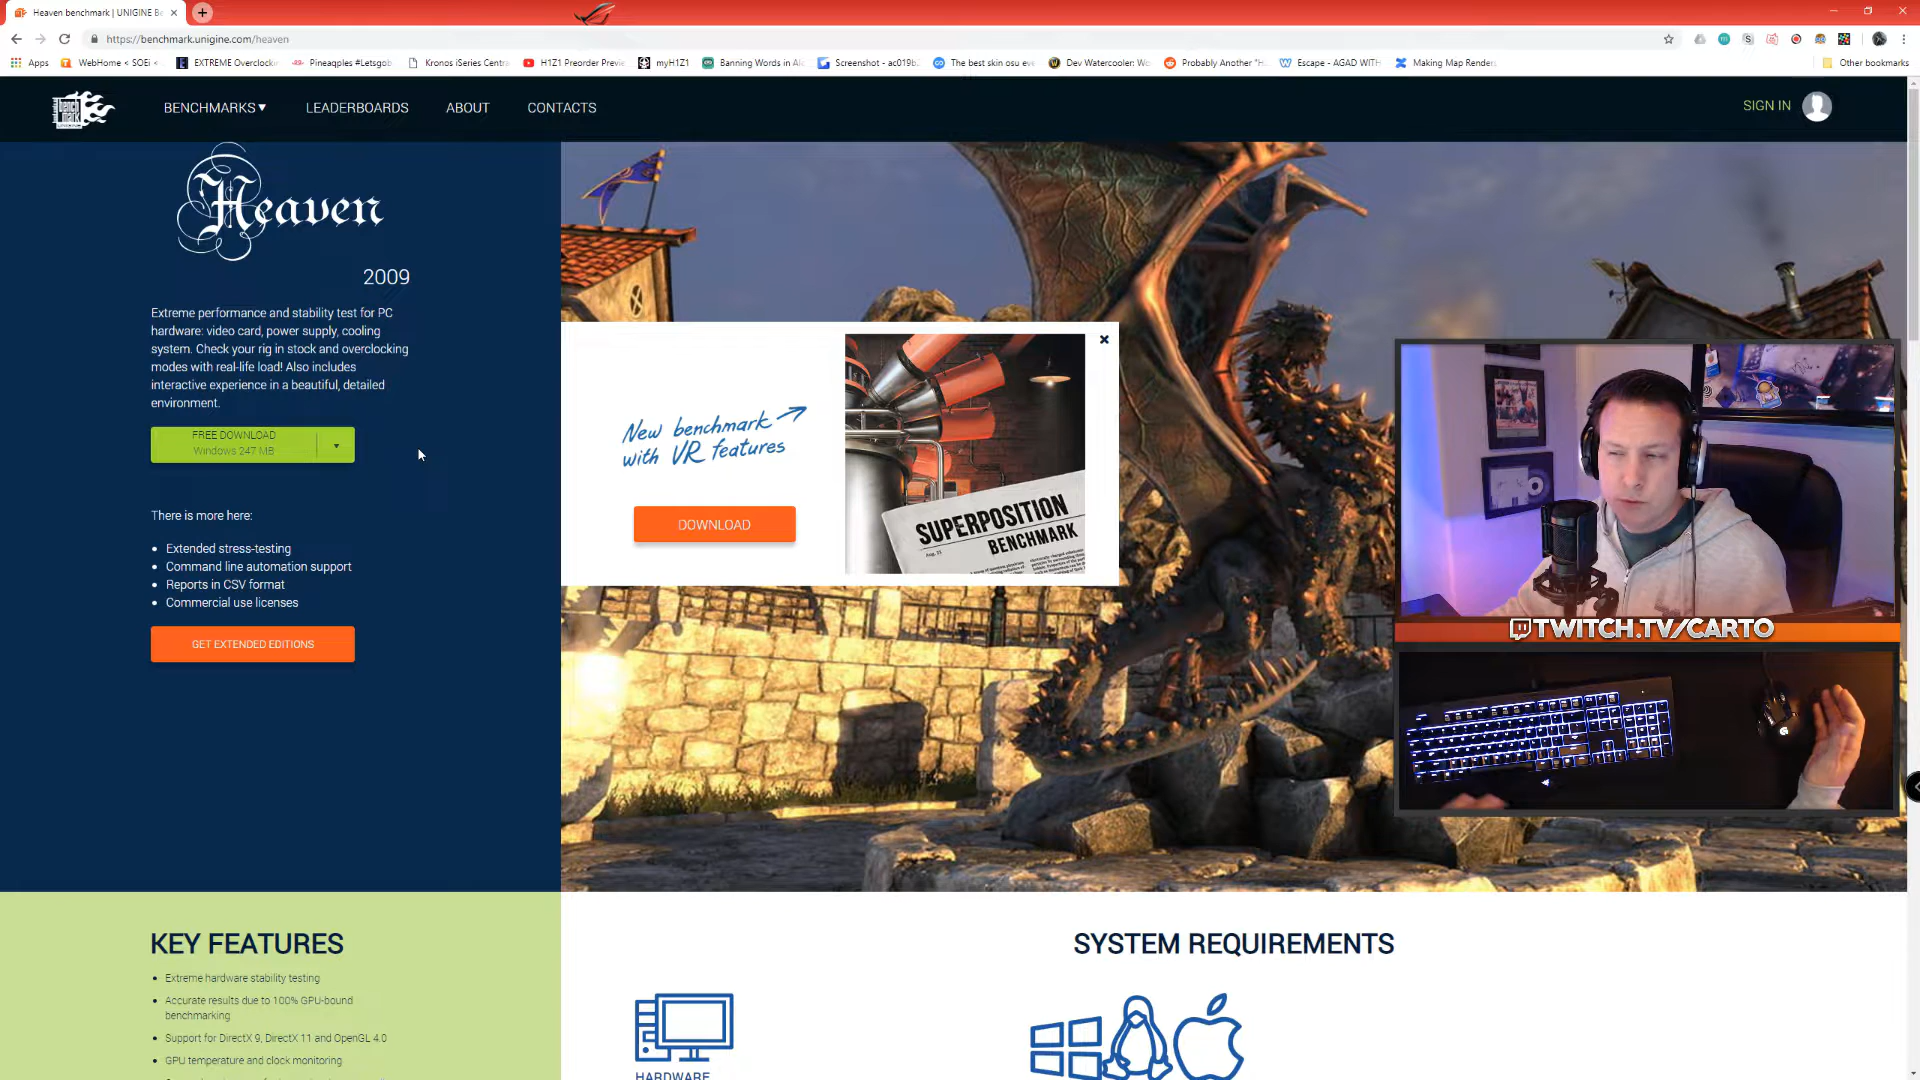 Heaven benchmark | UNIGINE Be
https://benchmark.unigine.com/heaven
Apps
WebHome < SOEi <
EXTREME Overclocki
Pineaqples #Letsgob
Kronos iSeries Centra
H1Z1 Preorder Previe
myH1Z1
Banning Words in Al
Screenshot - ac019b
The best skin osu eve
Dev Watercooler: Wo
Probably Another "H
Escape - AGAD WITH
Making Map Render
Other bookmarks
bench
mark
BENCHMARKS▼
LEADERBOARDS
ABOUT
CONTACTS
SIGN IN
Heaven
2009
Extreme performance and stability test for PC
hardware: video card, power supply, cooling
system. Check your rig in stock and overclocking
modes with real-life load! Also includes
interactive experience in a beautiful, detailed
environment.
FREE DOWNLOAD
Windows 247 MB
There is more here:
• Extended stress-testing
• Command line automation support
• Reports in CSV format
• Commercial use licenses
GET EXTENDED EDITIONS
New benchmark
with VR features
DOWNLOAD
SUPERPOSITION
BENCHMARK
TWITCH.TV/CARTO
KEY FEATURES
• Extreme hardware stability testing
• Accurate results due to 100% GPU-bound
benchmarking
• Support for DirectX 9, DirectX 11 and OpenGL 4.0
• GPU temperature and clock monitoring
SYSTEM REQUIREMENTS
HARDWARE